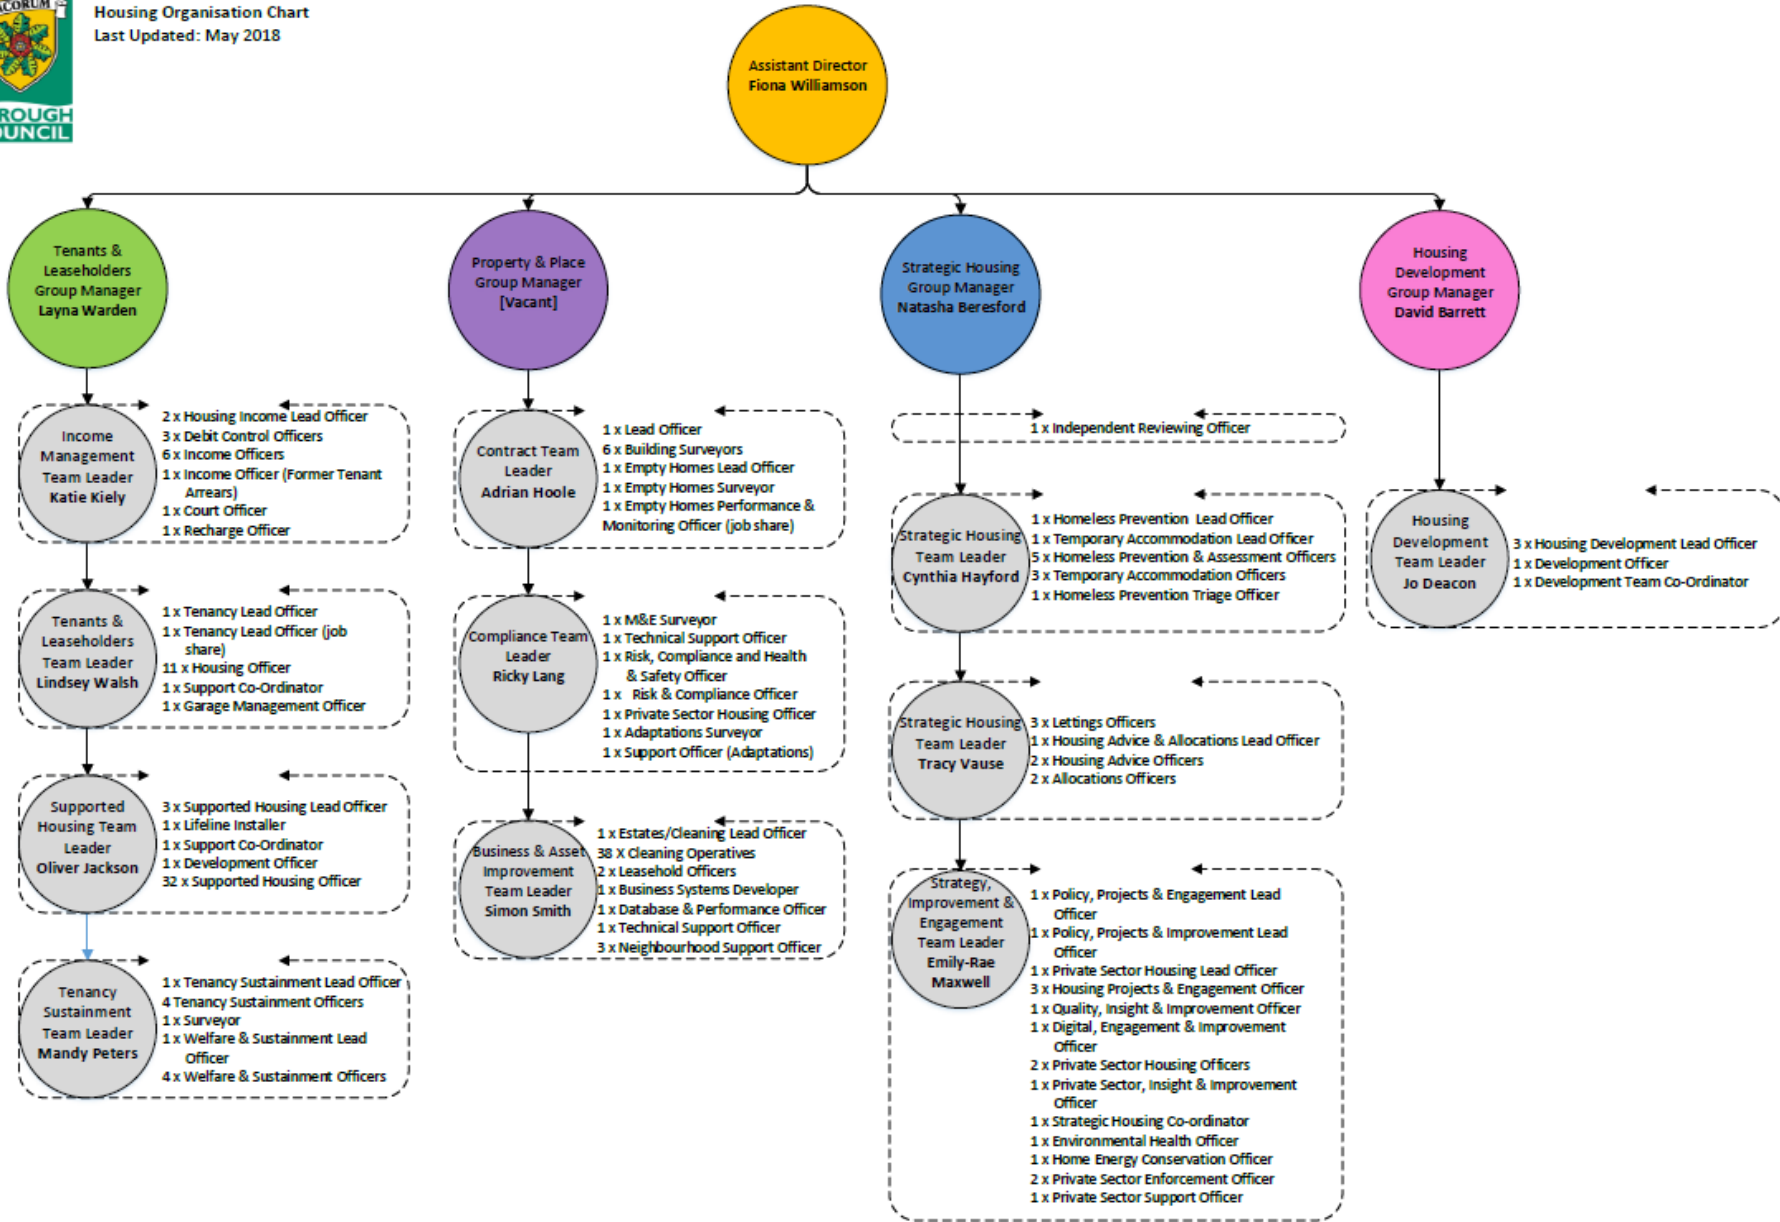 ACORUM
ROUGH
OUNCIL
Housing Organisation Chart
Last Updated: May 2018
Assistant Director
Fiona Williamson
Tenants &
Leaseholders
Group Manager
Layna Warden
Property & Place
Group Manager
[Vacant]
Strategic Housing
Group Manager
Natasha Beresford
Housing
Development
Group Manager
David Barrett
Income
Management
Team Leader
Katie Kiely
2 x Housing Income Lead Officer
3 x Debit Control Officers
6 x Income Officers
1 x Income Officer (Former Tenant
Arrears)
1 x Court Officer
1 x Recharge Officer
Tenants &
Leaseholders
Team Leader
Lindsey Walsh
1 x Tenancy Lead Officer
1 x Tenancy Lead Officer (job
share)
11 x Housing Officer
1 x Support Co-Ordinator
1 x Garage Management Officer
Supported
Housing Team
Leader
Oliver Jackson
3 x Supported Housing Lead Officer
1 x Lifeline Installer
1 x Support Co-Ordinator
1 x Development Officer
32 x Supported Housing Officer
Tenancy
Sustainment
Team Leader
Mandy Peters
1 x Tenancy Sustainment Lead Officer
4 Tenancy Sustainment Officers
1 x Surveyor
1 x Welfare & Sustainment Lead
Officer
4 x Welfare & Sustainment Officers
Contract Team
Leader
Adrian Hoole
1 x Lead Officer
6 x Building Surveyors
1 x Empty Homes Lead Officer
1 x Empty Homes Surveyor
1 x Empty Homes Performance &
Monitoring Officer (job share)
Compliance Team
Leader
Ricky Lang
1 x M&E Surveyor
1 x Technical Support Officer
1 x Risk, Compliance and Health
& Safety Officer
1 x Risk & Compliance Officer
1 x Private Sector Housing Officer
1 x Adaptations Surveyor
1 x Support Officer (Adaptations)
Business & Asset
Improvement
Team Leader
Simon Smith
1 x Estates/Cleaning Lead Officer
38 X Cleaning Operatives
2 x Leasehold Officers
1 x Business Systems Developer
1 x Database & Performance Officer
1 x Technical Support Officer
3 x Neighbourhood Support Officer
1 x Independent Reviewing Officer
Strategic Housing
Team Leader
Cynthia Hayford
1 x Homeless Prevention Lead Officer
1 x Temporary Accommodation Lead Officer
5 x Homeless Prevention & Assessment Officers
3 x Temporary Accommodation Officers
1 x Homeless Prevention Triage Officer
Strategic Housing
Team Leader
Tracy Vause
3 x Lettings Officers
1 x Housing Advice & Allocations Lead Officer
2 x Housing Advice Officers
2 x Allocations Officers
Strategy,
Improvement &
Engagement
Team Leader
Emily-Rae
Maxwell
1 x Policy, Projects & Engagement Lead
Officer
1 x Policy, Projects & Improvement Lead
Officer
1 x Private Sector Housing Lead Officer
3 x Housing Projects & Engagement Officer
1 x Quality, Insight & Improvement Officer
1 x Digital, Engagement & Improvement
Officer
2 x Private Sector Housing Officers
1 x Private Sector, Insight & Improvement
Officer
1 x Strategic Housing Co-ordinator
1 x Environmental Health Officer
1 x Home Energy Conservation Officer
2 x Private Sector Enforcement Officer
1 x Private Sector Support Officer
Housing
Development
Team Leader
Jo Deacon
3 x Housing Development Lead Officer
1 x Development Officer
1 x Development Team Co-Ordinator